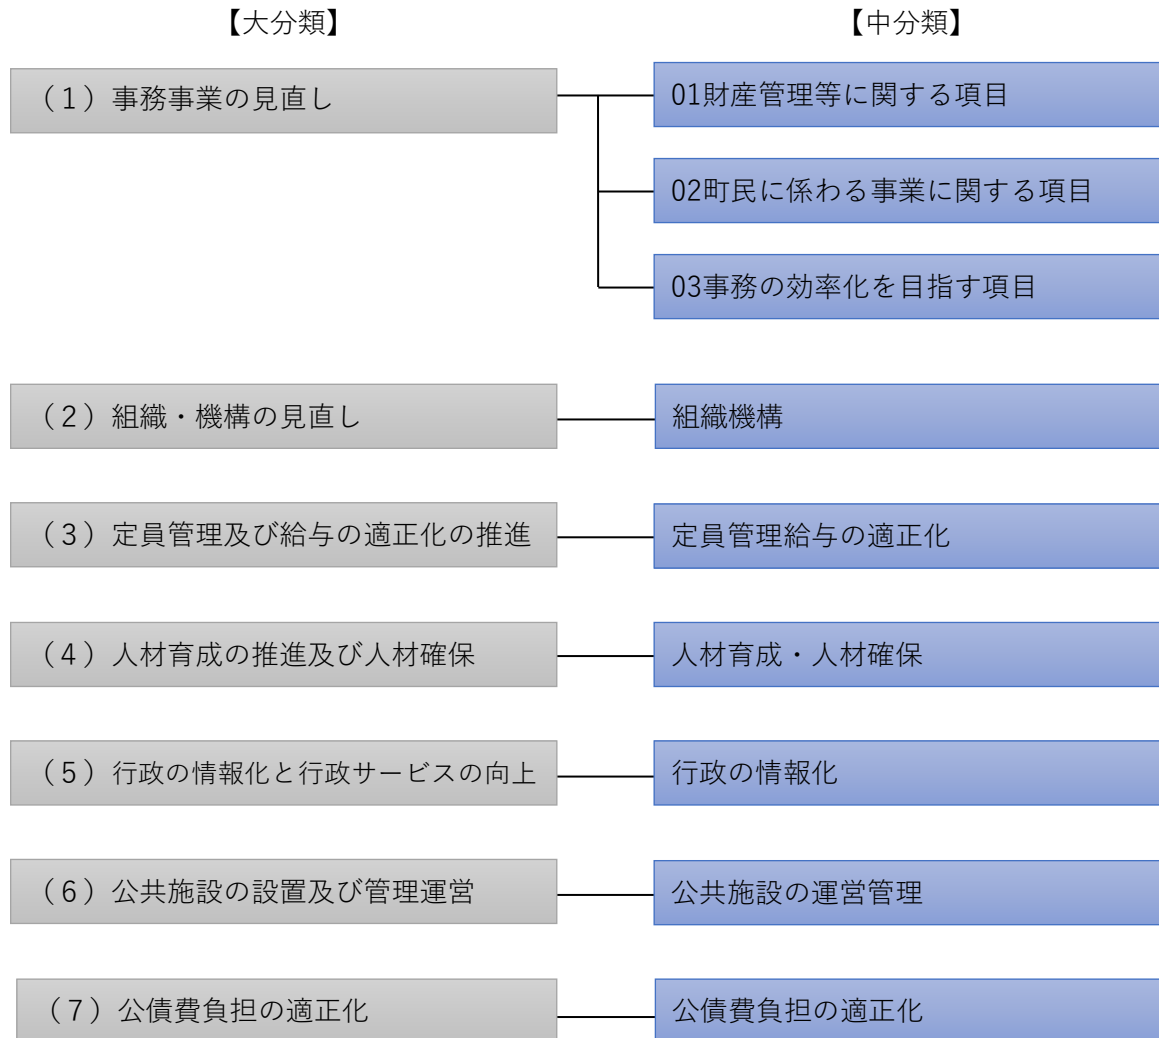 【大分類】
【中分類】
（１）事務事業の見直し
01財産管理等に関する項目
02町民に係わる事業に関する項目
03事務の効率化を目指す項目
（２）組織・機構の見直し
組織機構
（３）定員管理及び給与の適正化の推進
定員管理給与の適正化
（４）人材育成の推進及び人材確保
人材育成・人材確保
（５）行政の情報化と行政サービスの向上
行政の情報化
（６）公共施設の設置及び管理運営
公共施設の運営管理
（７）公債費負担の適正化
公債費負担の適正化